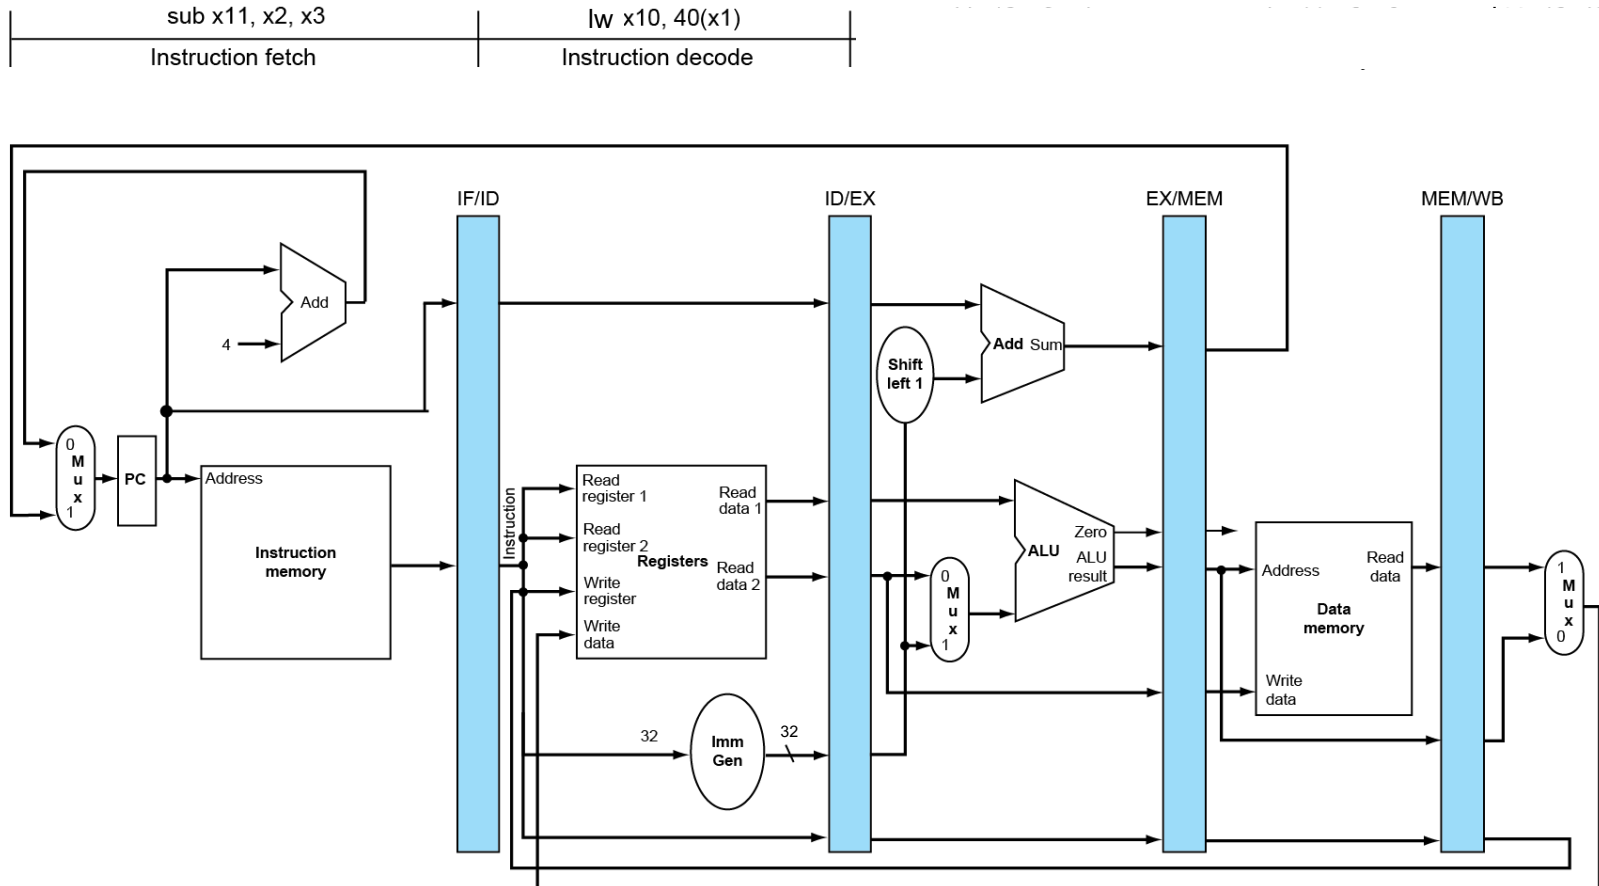 sub x11, x2, x3
lw x10, 40(x1)
Instruction fetch
Instruction decode
IF/ID
ID/EX
EX/MEM
MEM/WB
Add
4
Add Sum
Shift
left 1
0
M
u
x
1
PC
Address
Instruction
memory
Instruction
Read
register 1
Read
register 2
Write
register
Write
data
Registers
Read
data 1
Read
data 2
0
M
u
x
1
ALU
Zero
ALU
result
Address
Read
data
Data
memory
Write
data
1
M
u
x
0
32
Imm
Gen
32